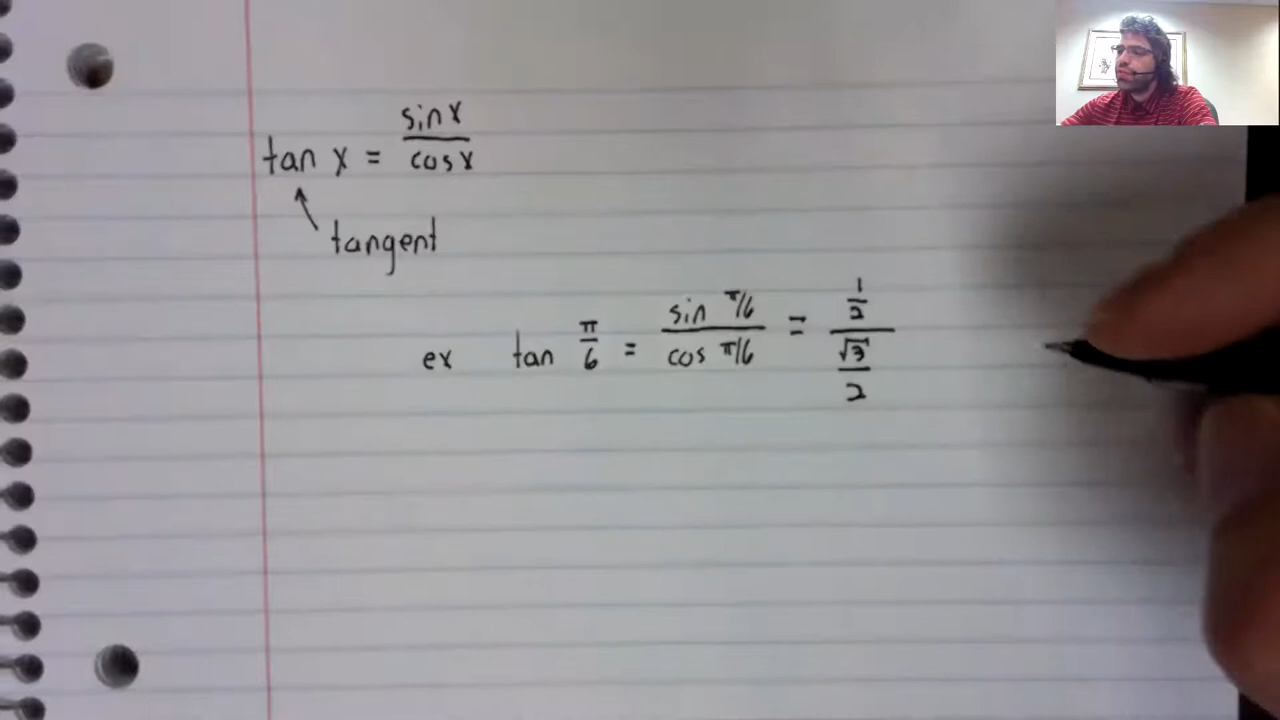 tan x = sin x / cos x
tangent
ex tan π/6 = sin π/6 / cos π/6 = 1/2 / √3/2